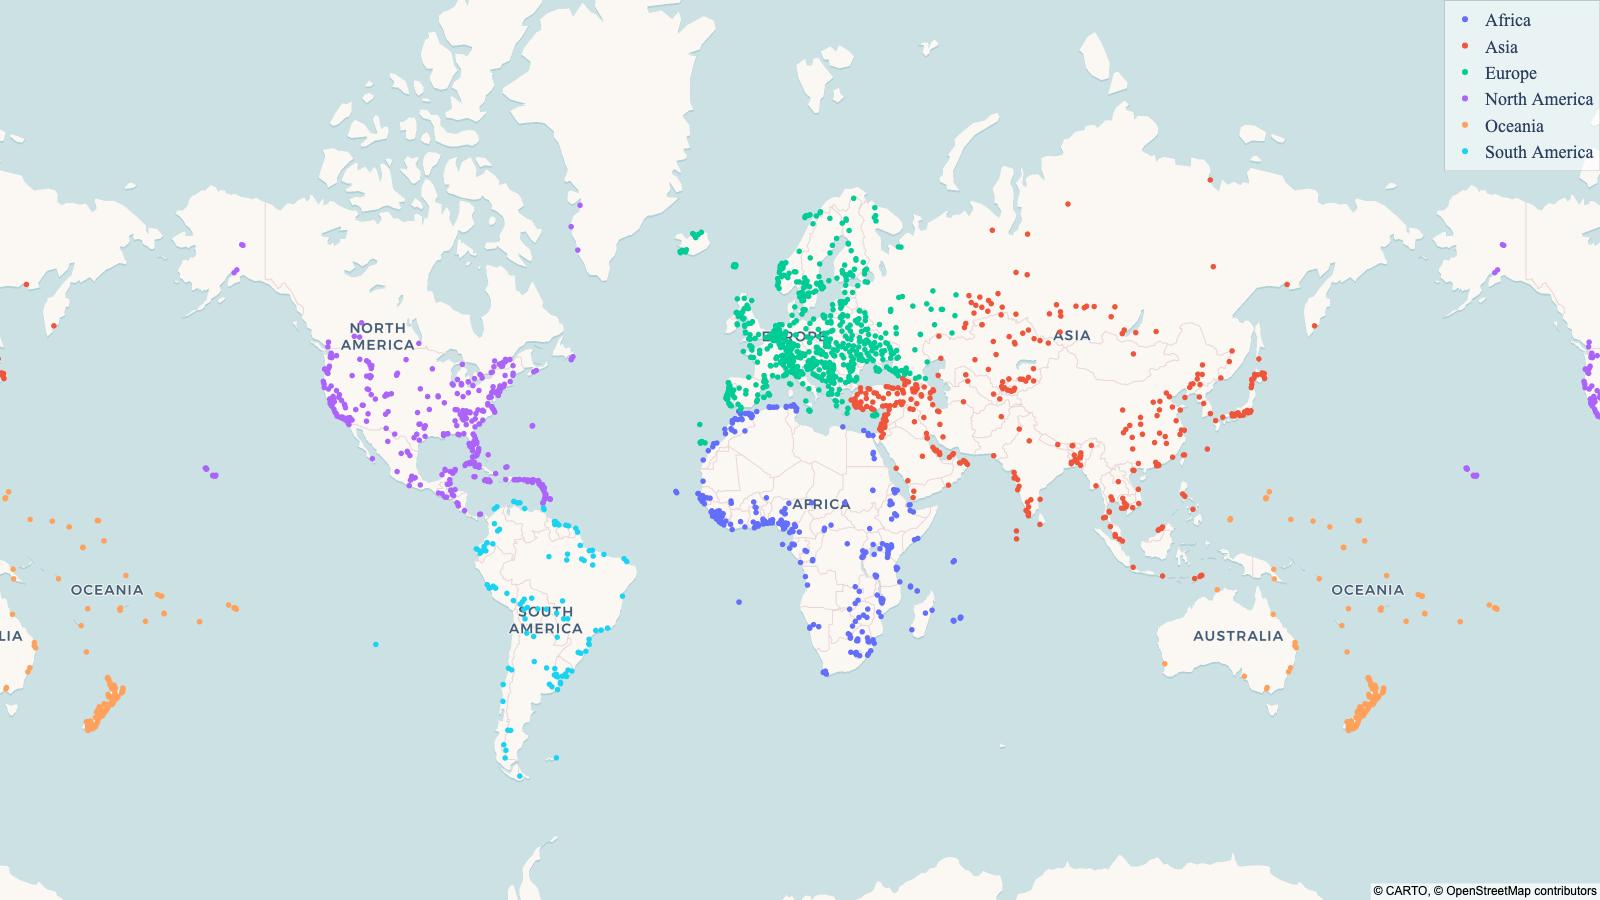 Africa
Asia
Europe
North America
Oceania
South America
NORTH
AMERICA
EUROPE
ASIA
AFRICA
OCEANIA
SOUTH
AMERICA
OCEANIA
LIA
AUSTRALIA
© CARTO, © OpenStreetMap contributors